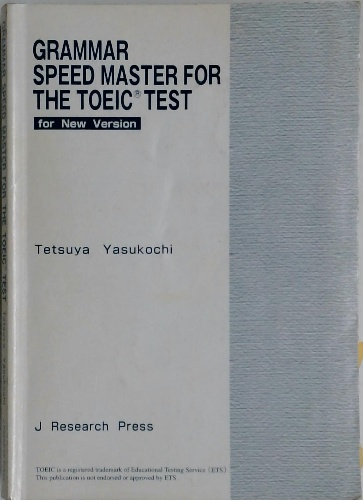 GRAMMAR
SPEED MASTER FOR
THE TOEIC® TEST
for New Version
Tetsuya Yasukochi
J Research Press
TOEIC is a registered trademark of Educational Testing Service (ETS)
This publication is not endorsed or approved by ETS